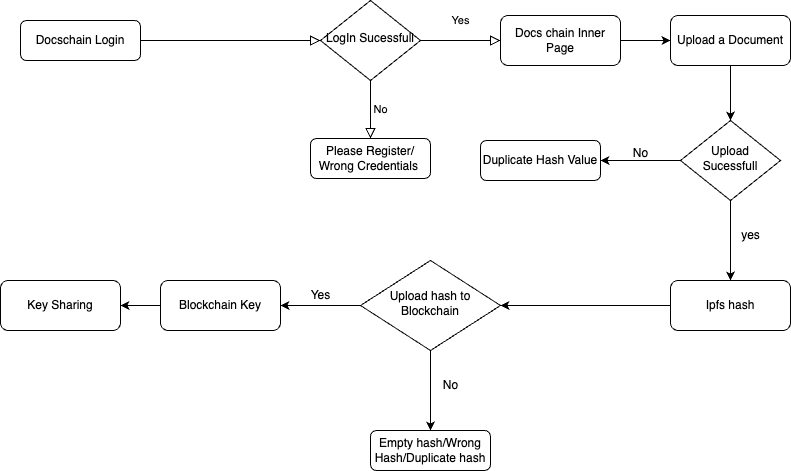 Docschain Login
LogIn Sucessfull
Yes
Docs chain Inner
Page
Upload a Document
No
Please Register/
Wrong Credentials
Duplicate Hash Value
No
Upload
Sucessfull
yes
Key Sharing
Blockchain Key
Yes
Upload hash to
Blockchain
Ipfs hash
No
Empty hash/Wrong
Hash/Duplicate hash